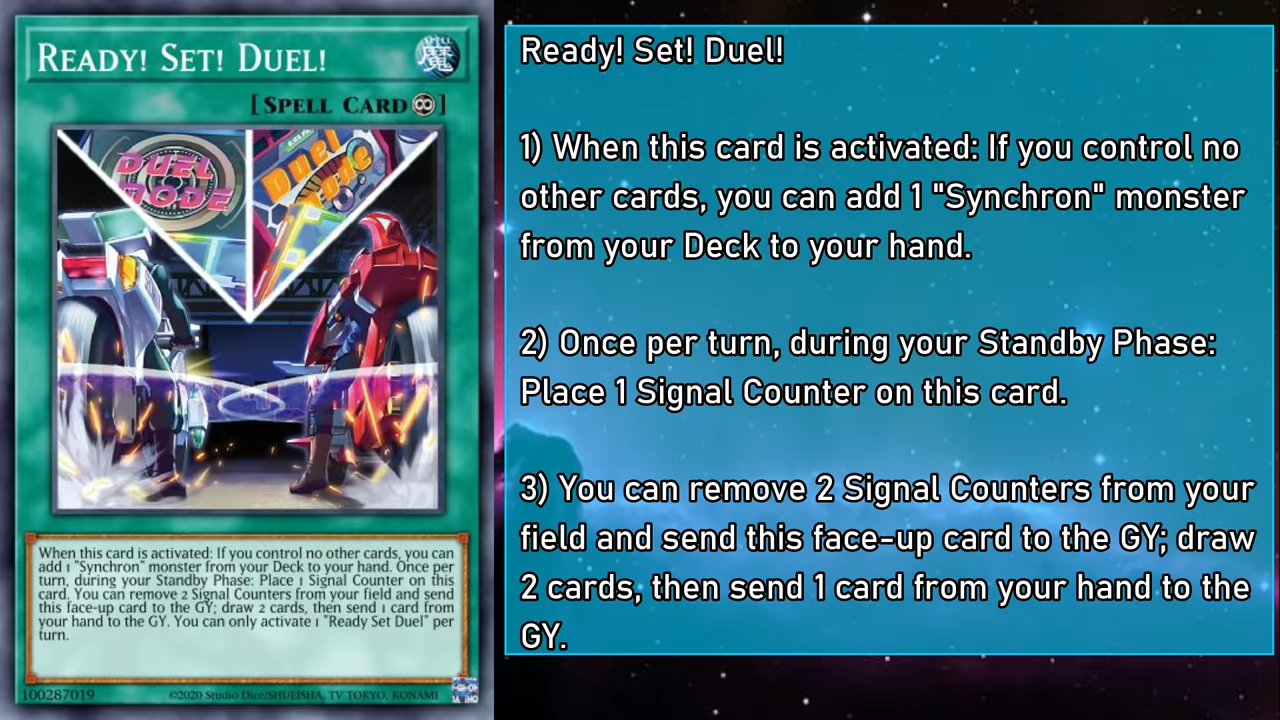 READY! SET! DUEL!
SPELL
魔
[SPELL CARD ]
DUEL
MODE
DUEL
MODE
When this card is activated: If you control no other cards, you can
add 1 "Synchron" monster from your Deck to your hand. Once per
turn, during your Standby Phase: Place 1 Signal Counter on this
card. You can remove 2 Signal Counters from your field and send
this face-up card to the GY; draw 2 cards, then send 1 card from
your hand to the GY. You can only activate 1 "Ready Set Duel" per
turn.
100287019
©2020 Studio Dice/SHUEISHA, TV TOKYO, KONAMI
Ready! Set! Duel!
1) When this card is activated: If you control no
other cards, you can add 1 "Synchron" monster
from your Deck to your hand.
2) Once per turn, during your Standby Phase:
Place 1 Signal Counter on this card.
3) You can remove 2 Signal Counters from your
field and send this face-up card to the GY; draw
2 cards, then send 1 card from your hand to the
GY.